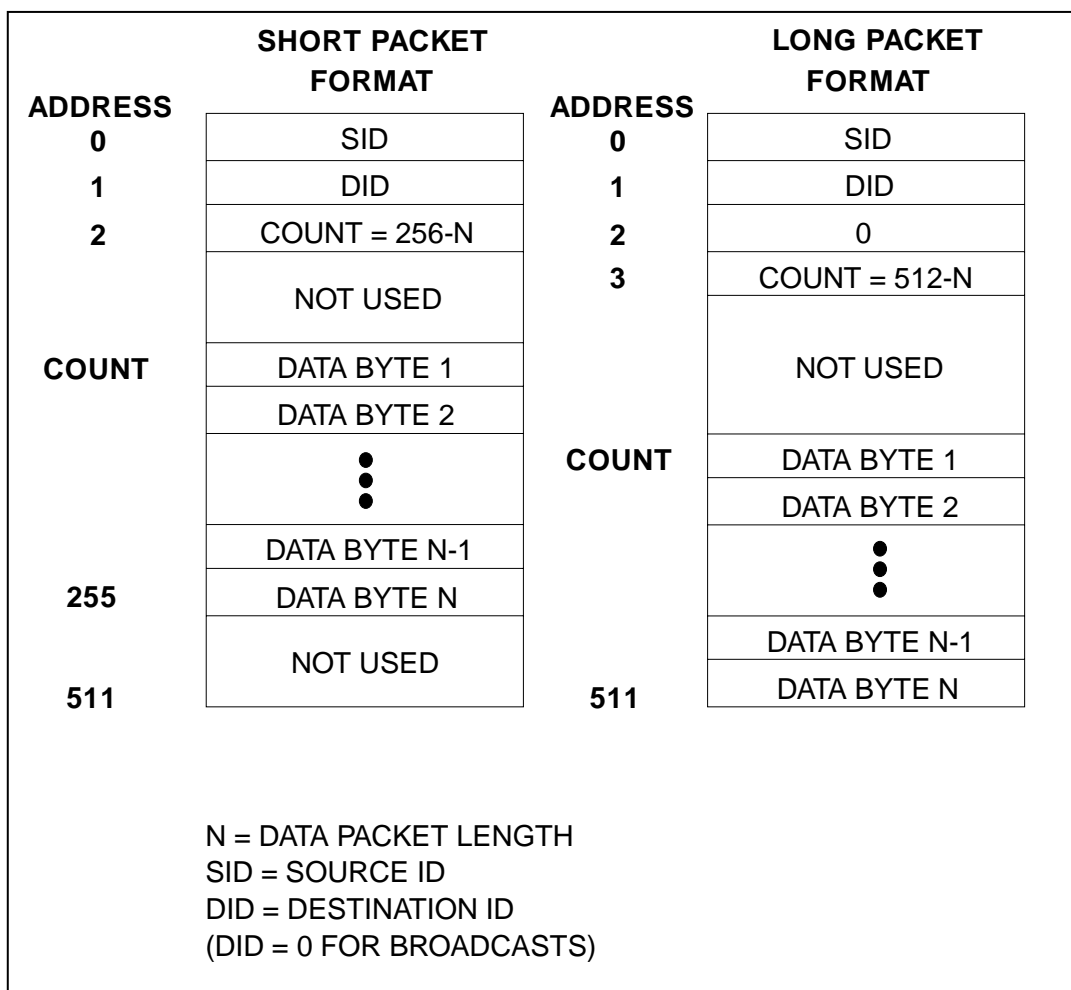 SHORT PACKET
FORMAT
ADDRESS
0 SID
1 DID
2 COUNT = 256-N
NOT USED
COUNT DATA BYTE 1
DATA BYTE 2
DATA BYTE N-1
255 DATA BYTE N
NOT USED
511
LONG PACKET
FORMAT
ADDRESS
0 SID
1 DID
2 0
3 COUNT = 512-N
NOT USED
COUNT DATA BYTE 1
DATA BYTE 2
DATA BYTE N-1
511 DATA BYTE N
N = DATA PACKET LENGTH
SID = SOURCE ID
DID = DESTINATION ID
(DID = 0 FOR BROADCASTS)